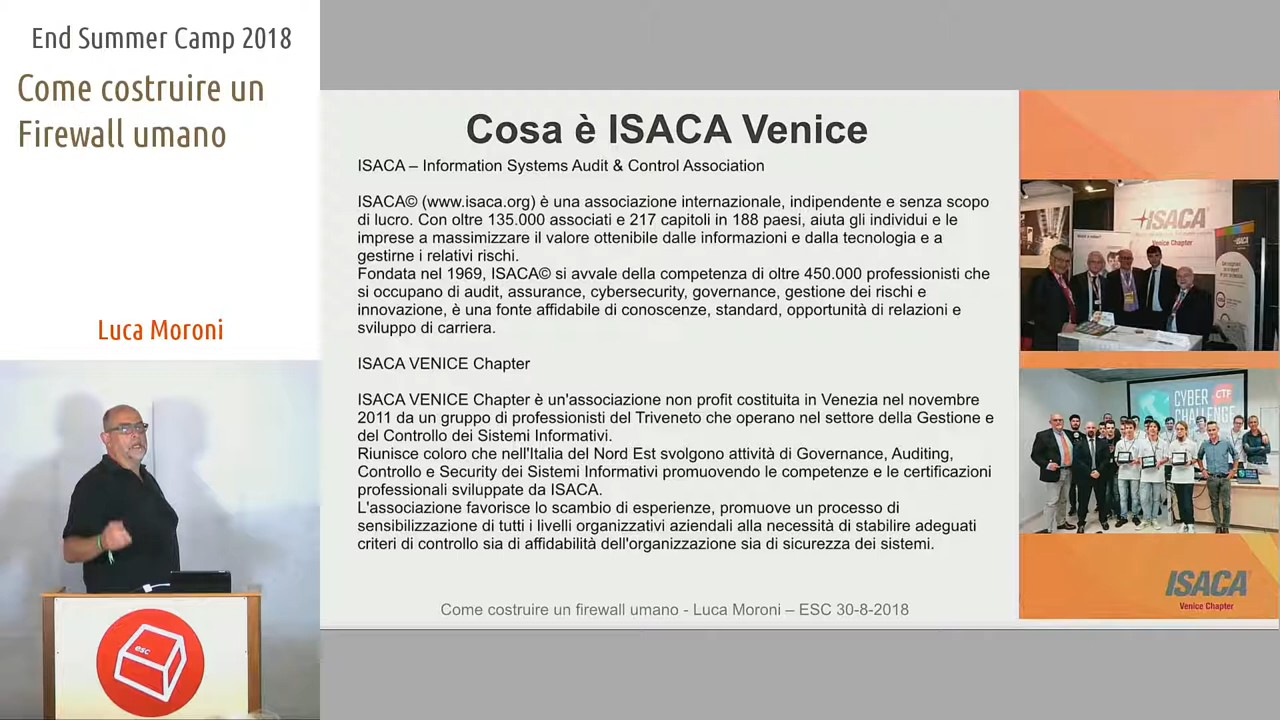 End Summer Camp 2018
Come costruire un
Firewall umano
Luca Moroni
esc
Cosa è ISACA Venice
ISACA – Information Systems Audit & Control Association
ISACA© (www.isaca.org) è una associazione internazionale, indipendente e senza scopo
di lucro. Con oltre 135.000 associati e 217 capitoli in 188 paesi, aiuta gli individui e le
imprese a massimizzare il valore ottenibile dalle informazioni e dalla tecnologia e a
gestirne i relativi rischi.
Fondata nel 1969, ISACA© si avvale della competenza di oltre 450.000 professionisti che
si occupano di audit, assurance, cybersecurity, governance, gestione dei rischi e
innovazione, è una fonte affidabile di conoscenze, standard, opportunità di relazioni e
sviluppo di carriera.
ISACA VENICE Chapter
ISACA VENICE Chapter è un'associazione non profit costituita in Venezia nel novembre
2011 da un gruppo di professionisti del Triveneto che operano nel settore della Gestione e
del Controllo dei Sistemi Informativi.
Riunisce coloro che nell'Italia del Nord Est svolgono attività di Governance, Auditing,
Controllo e Security dei Sistemi Informativi promuovendo le competenze e le certificazioni
professionali sviluppate da ISACA.
L'associazione favorisce lo scambio di esperienze, promuove un processo di
sensibilizzazione di tutti i livelli organizzativi aziendali alla necessità di stabilire adeguati
criteri di controllo sia di affidabilità dell'organizzazione sia di sicurezza dei sistemi.
Come costruire un firewall umano - Luca Moroni – ESC 30-8-2018
ISACA
Venice Chapter
CYBER CTF
CHALLENGE
ISACA
Venice Chapter